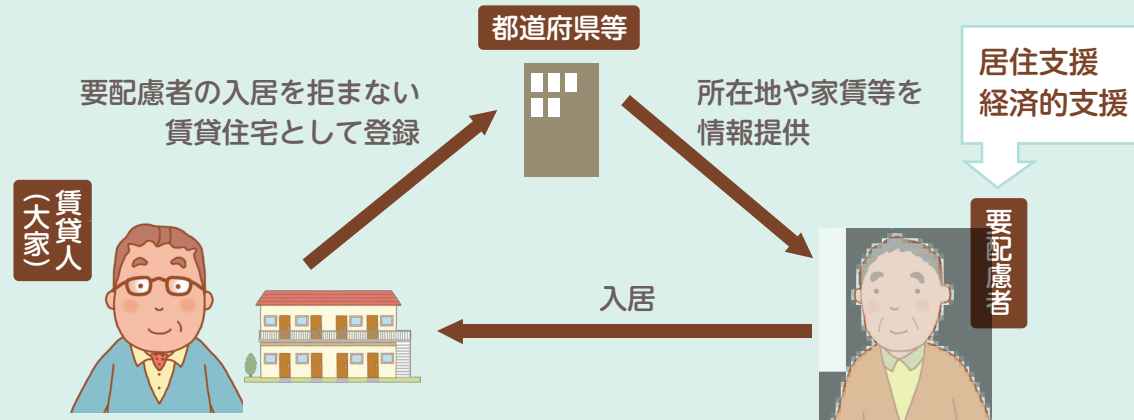 都道府県等
要配慮者の入居を拒まない
賃貸住宅として登録
所在地や家賃等を
情報提供
居住支援
経済的支援
賃貸人
（大家）
要配慮者
入居